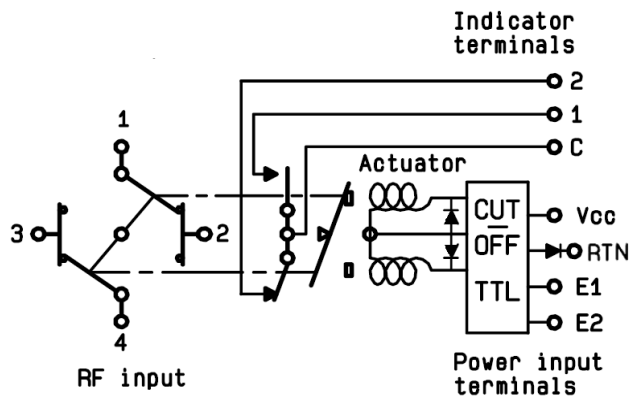 Indicator
terminals
2
1
C
1
Actuator
CUT
Vcc
3
2
OFF
RTN
TTL
E1
4
E2
RF input
Power input
terminals